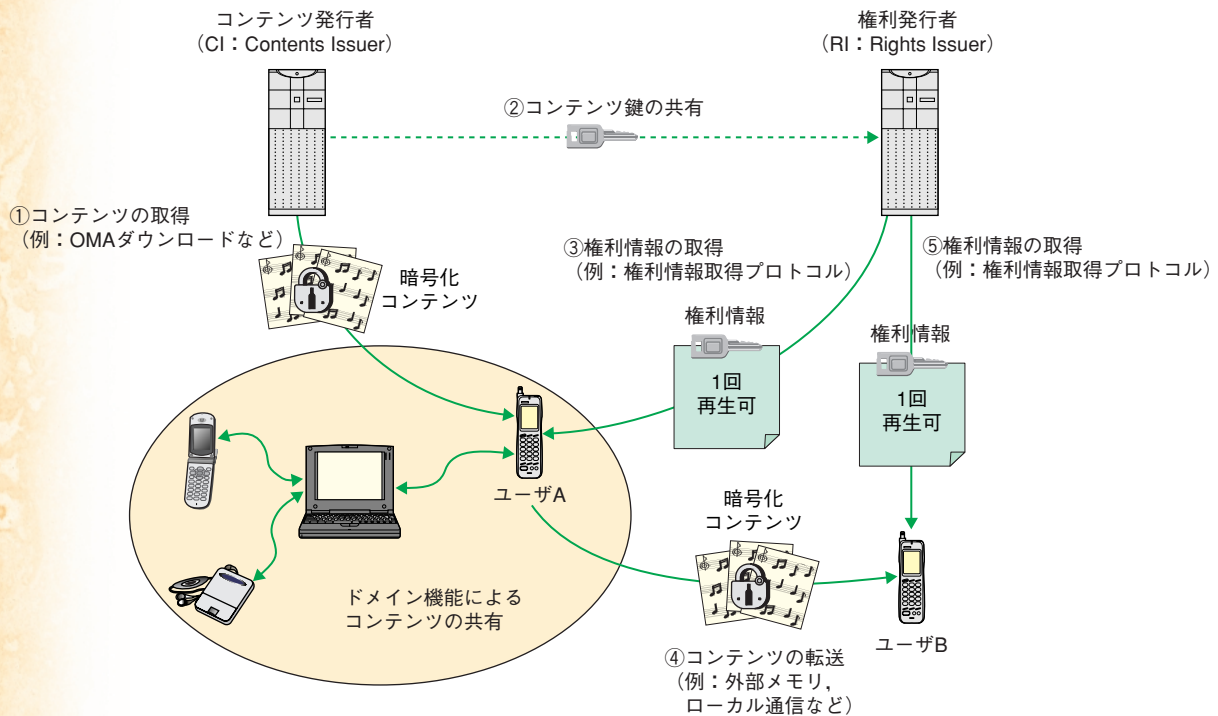 コンテンツ発行者
（CI：Contents Issuer）
権利発行者
（RI：Rights Issuer）
②コンテンツ鍵の共有
①コンテンツの取得
（例：OMAダウンロードなど）
暗号化
コンテンツ
③権利情報の取得
（例：権利情報取得プロトコル）
⑤権利情報の取得
（例：権利情報取得プロトコル）
権利情報
1回
再生可
権利情報
1回
再生可
ユーザA
暗号化
コンテンツ
ドメイン機能による
コンテンツの共有
ユーザB
④コンテンツの転送
（例：外部メモリ，
ローカル通信など）